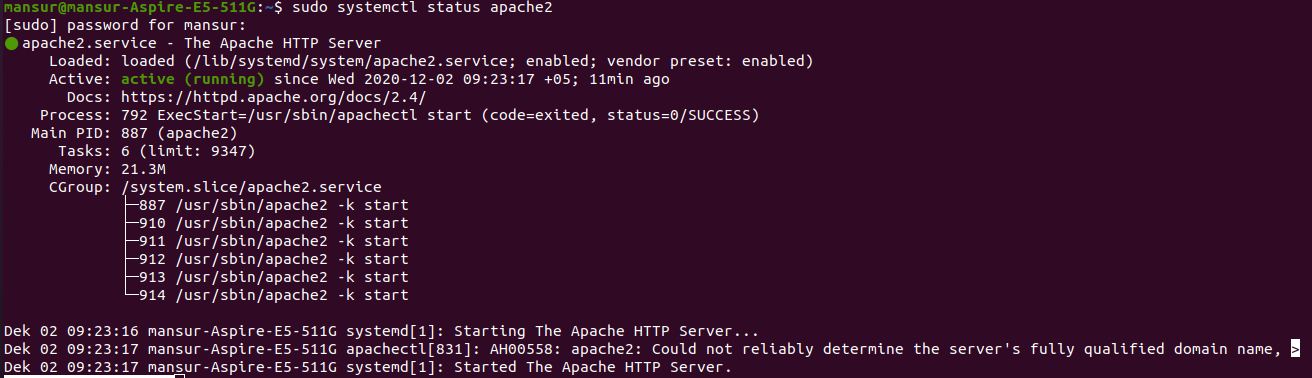 mansur@mansur-Aspire-E5-511G:~$ sudo systemctl status apache2
[sudo] password for mansur:
● apache2.service - The Apache HTTP Server
Loaded: loaded (/lib/systemd/system/apache2.service; enabled; vendor preset: enabled)
Active: active (running) since Wed 2020-12-02 09:23:17 +05; 11min ago
Docs: https://httpd.apache.org/docs/2.4/
Process: 792 ExecStart=/usr/sbin/apachectl start (code=exited, status=0/SUCCESS)
Main PID: 887 (apache2)
Tasks: 6 (limit: 9347)
Memory: 21.3M
CGroup: /system.slice/apache2.service
├─887 /usr/sbin/apache2 -k start
├─910 /usr/sbin/apache2 -k start
├─911 /usr/sbin/apache2 -k start
├─912 /usr/sbin/apache2 -k start
├─913 /usr/sbin/apache2 -k start
└─914 /usr/sbin/apache2 -k start
Dek 02 09:23:16 mansur-Aspire-E5-511G systemd[1]: Starting The Apache HTTP Server...
Dek 02 09:23:17 mansur-Aspire-E5-511G apachectl[831]: AH00558: apache2: Could not reliably determine the server's fully qualified domain name, >
Dek 02 09:23:17 mansur-Aspire-E5-511G systemd[1]: Started The Apache HTTP Server.